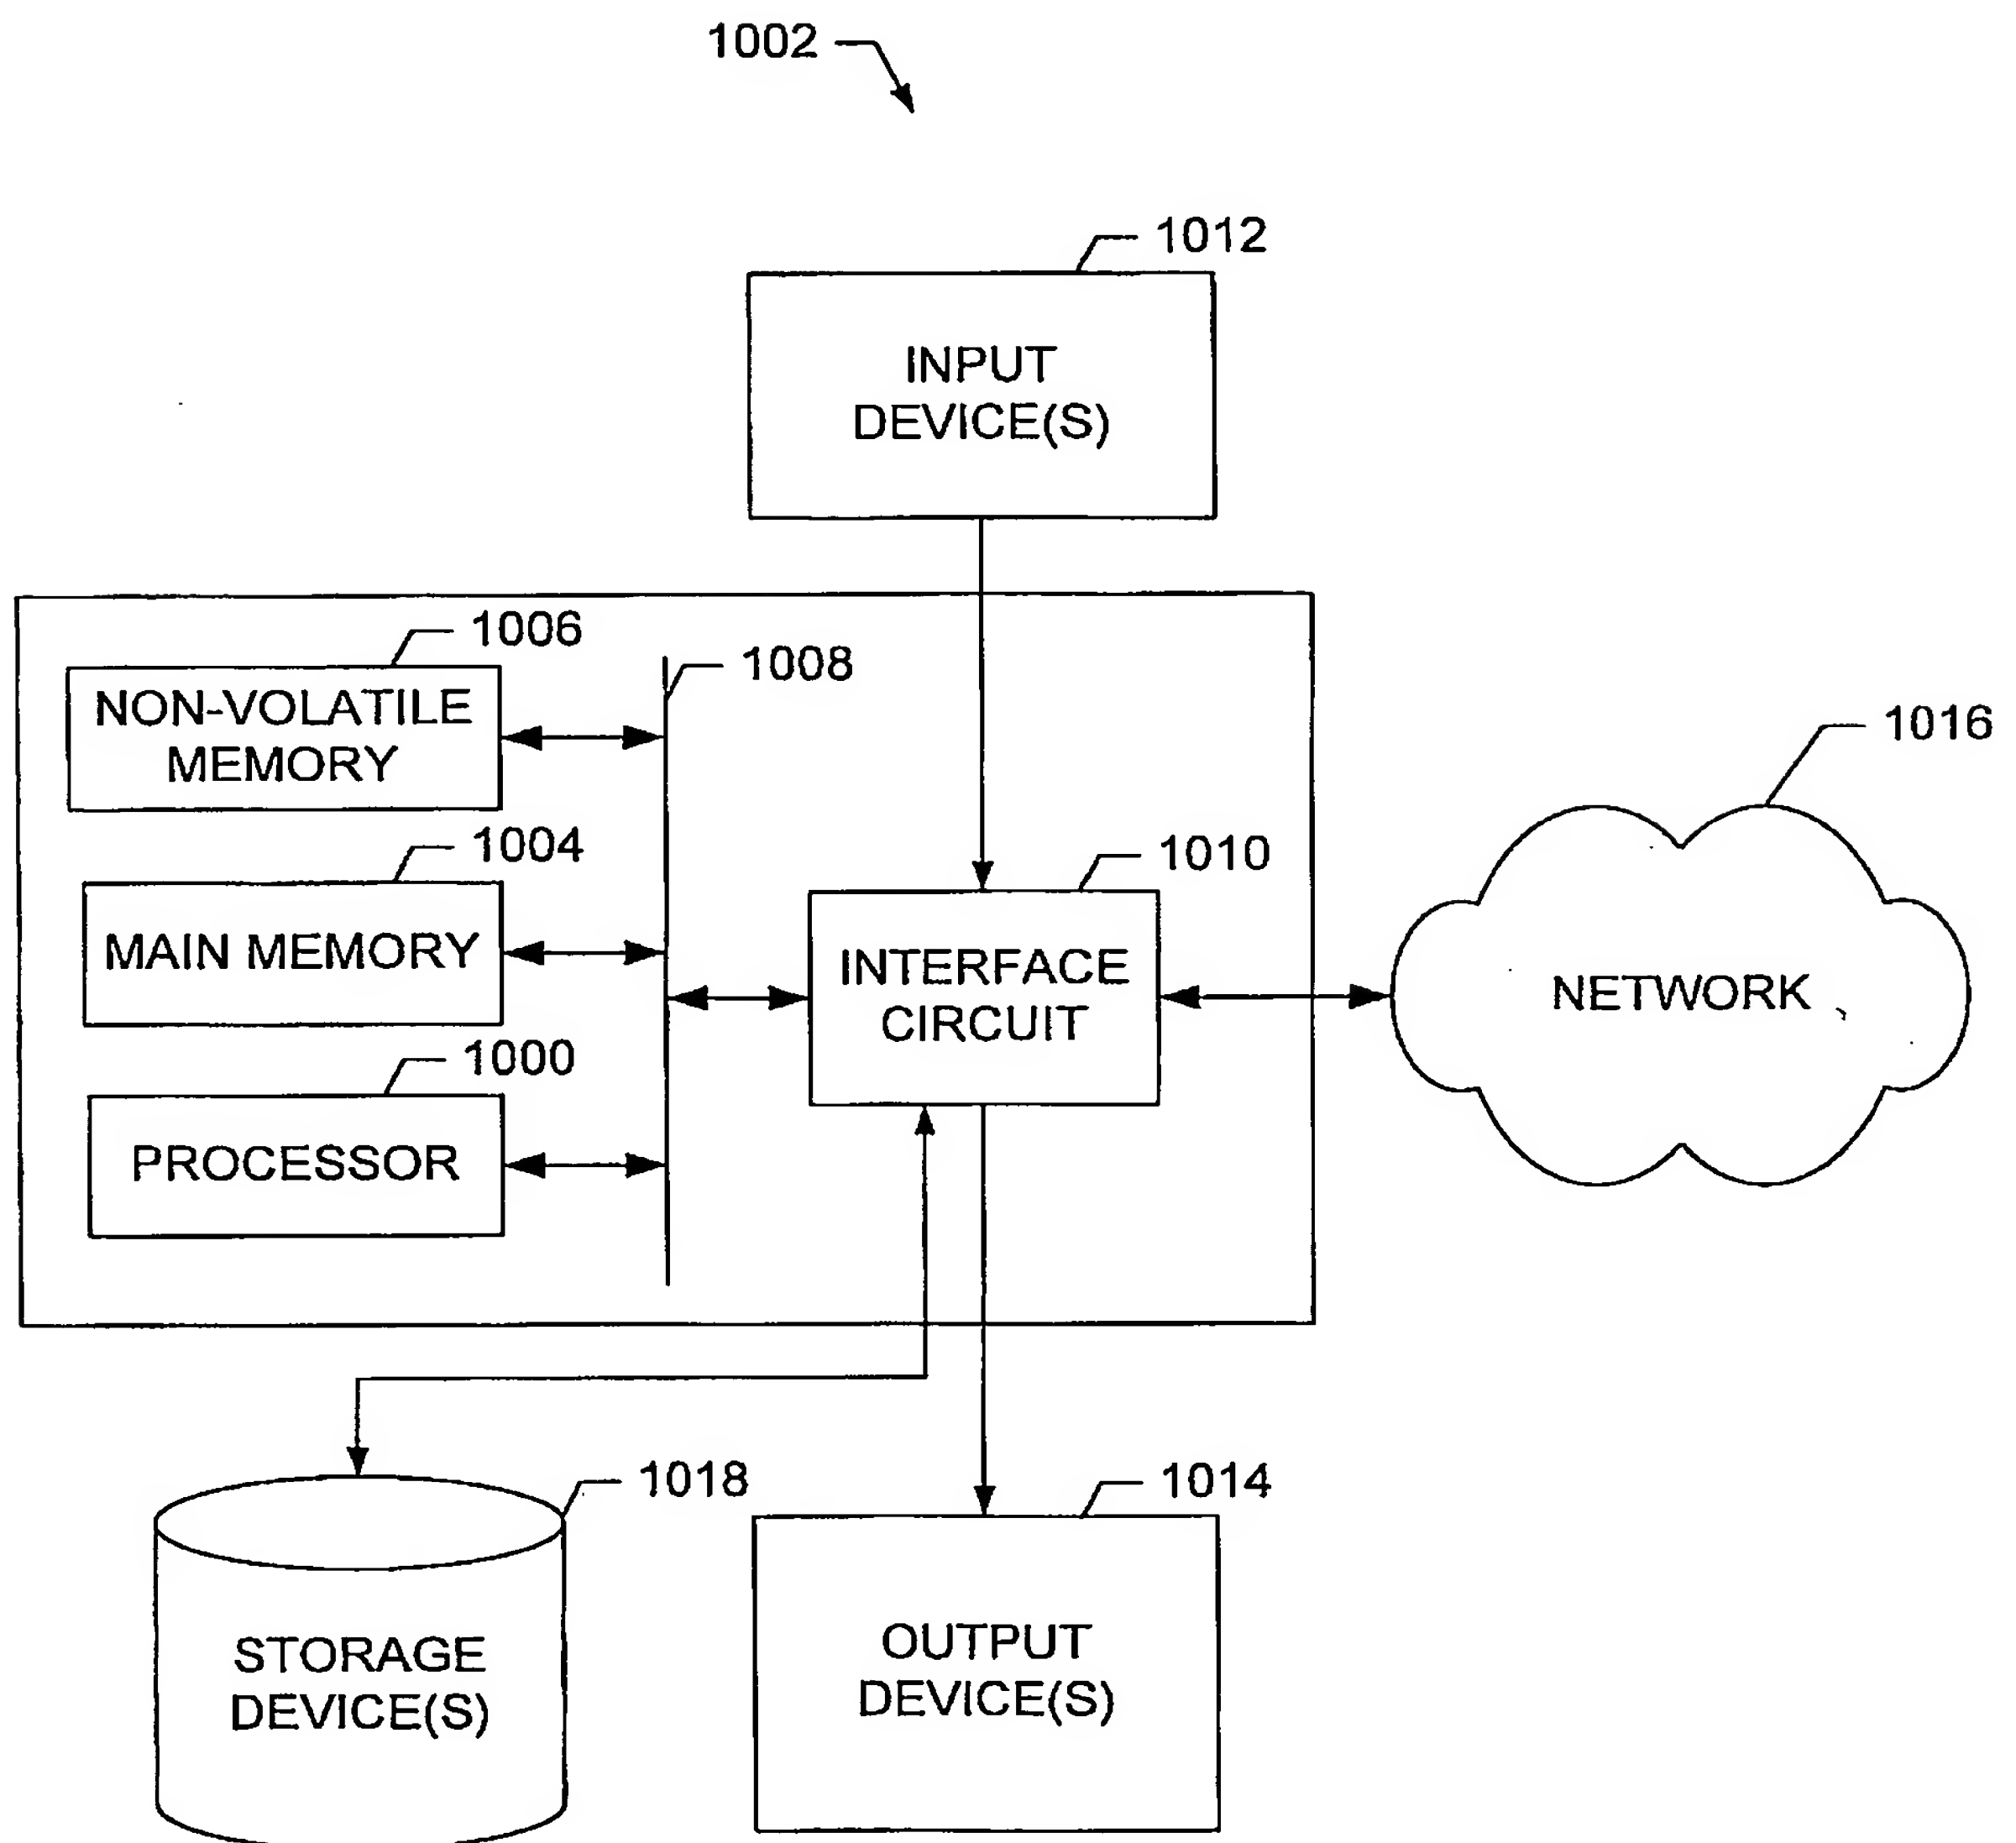 1002
1012
INPUT
DEVICE(S)
1006
NON-VOLATILE
MEMORY
1008
1004
MAIN MEMORY
1000
PROCESSOR
1010
INTERFACE
CIRCUIT
1016
NETWORK
1018
STORAGE
DEVICE(S)
1014
OUTPUT
DEVICE(S)